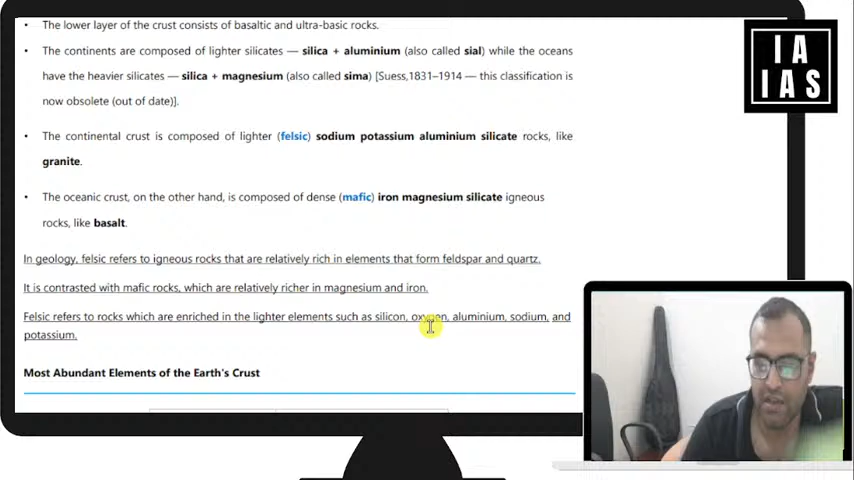 The lower layer of the crust consists of basaltic and ultra-basic rocks.
The continents are composed of lighter silicates — silica + aluminium (also called sial) while the oceans
have the heavier silicates — silica + magnesium (also called sima) [Suess,1831–1914 — this classification is
now obsolete (out of date)].
The continental crust is composed of lighter (felsic) sodium potassium aluminium silicate rocks, like
granite.
The oceanic crust, on the other hand, is composed of dense (mafic) iron magnesium silicate igneous
rocks, like basalt.
In geology, felsic refers to igneous rocks that are relatively rich in elements that form feldspar and quartz.
It is contrasted with mafic rocks, which are relatively richer in magnesium and iron.
Felsic refers to rocks which are enriched in the lighter elements such as silicon, oxygen, aluminium, sodium, and
potassium.
Most Abundant Elements of the Earth's Crust
IA
IAS